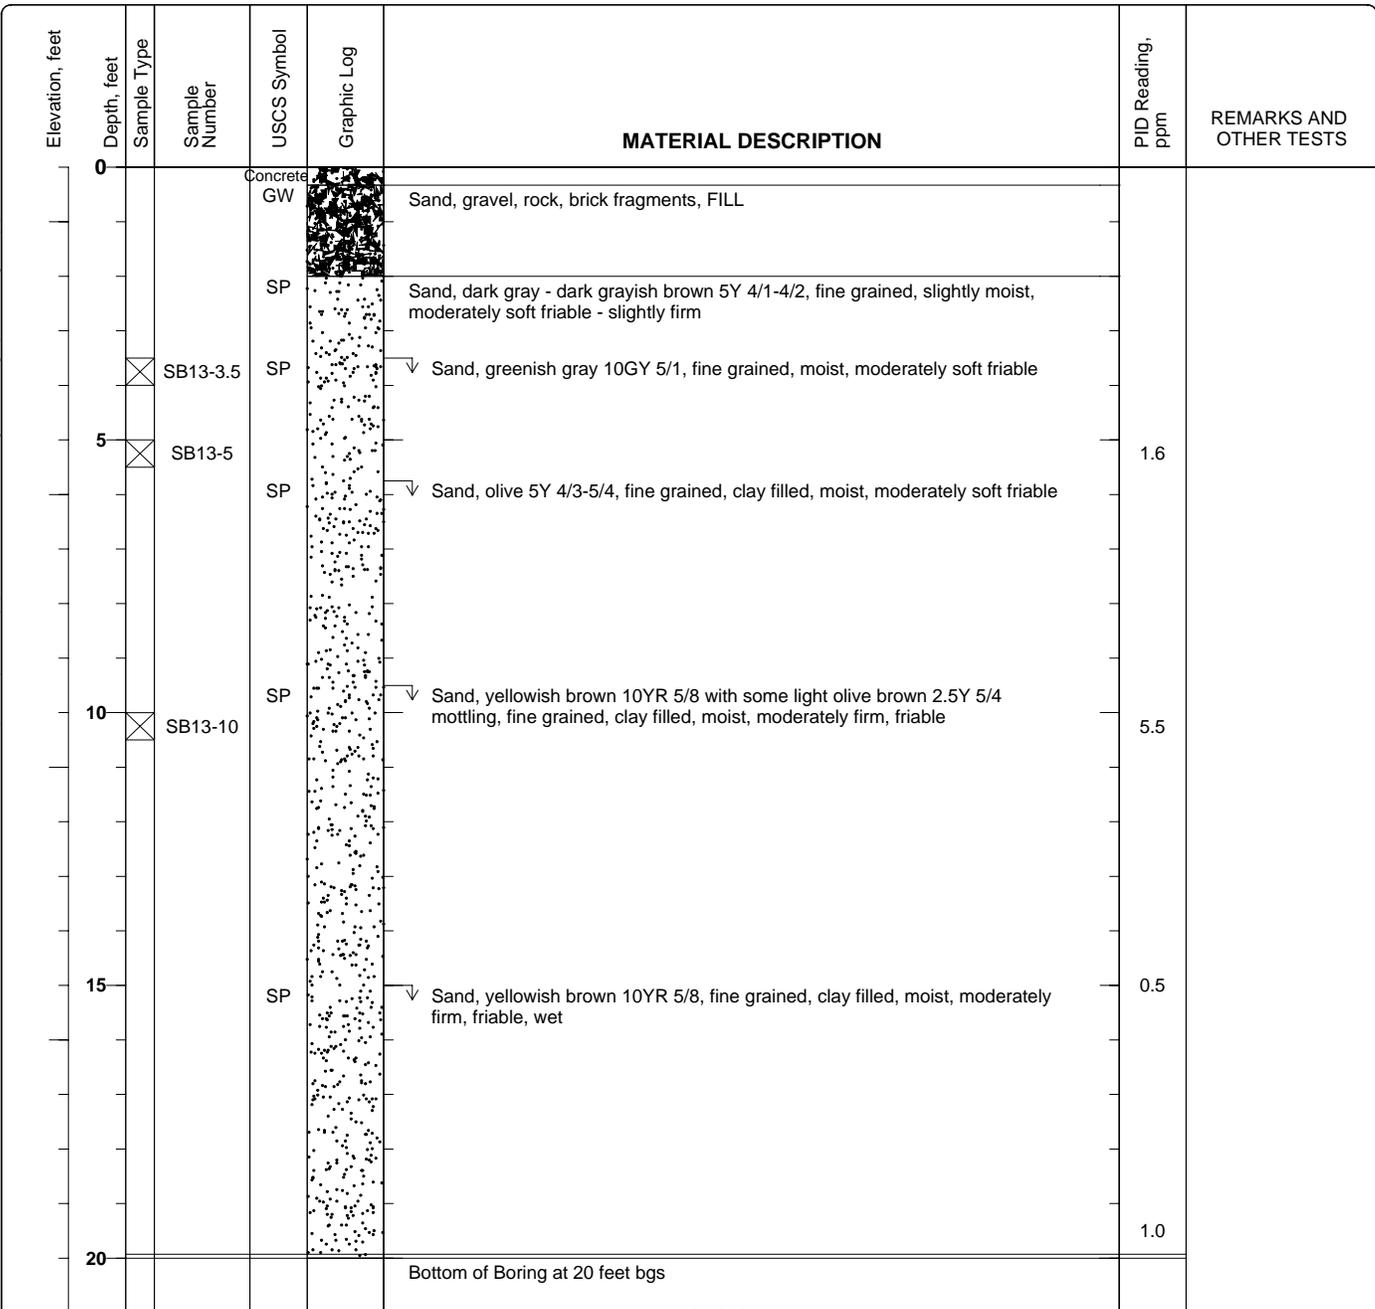 Elevation, feet
Depth, feet
Sample Type
Sample
Number
USCS Symbol
Graphic Log
MATERIAL DESCRIPTION
PID Reading,
ppm
REMARKS AND
OTHER TESTS
0
Concrete
GW
Sand, gravel, rock, brick fragments, FILL
SP
Sand, dark gray - dark grayish brown 5Y 4/1-4/2, fine grained, slightly moist,
moderately soft friable - slightly firm
SB13-3.5
SP
Sand, greenish gray 10GY 5/1, fine grained, moist, moderately soft friable
5
SB13-5
1.6
SP
Sand, olive 5Y 4/3-5/4, fine grained, clay filled, moist, moderately soft friable
SP
Sand, yellowish brown 10YR 5/8 with some light olive brown 2.5Y 5/4
mottling, fine grained, clay filled, moist, moderately firm, friable
10
SB13-10
5.5
15
SP
Sand, yellowish brown 10YR 5/8, fine grained, clay filled, moist, moderately
firm, friable, wet
0.5
1.0
20
Bottom of Boring at 20 feet bgs